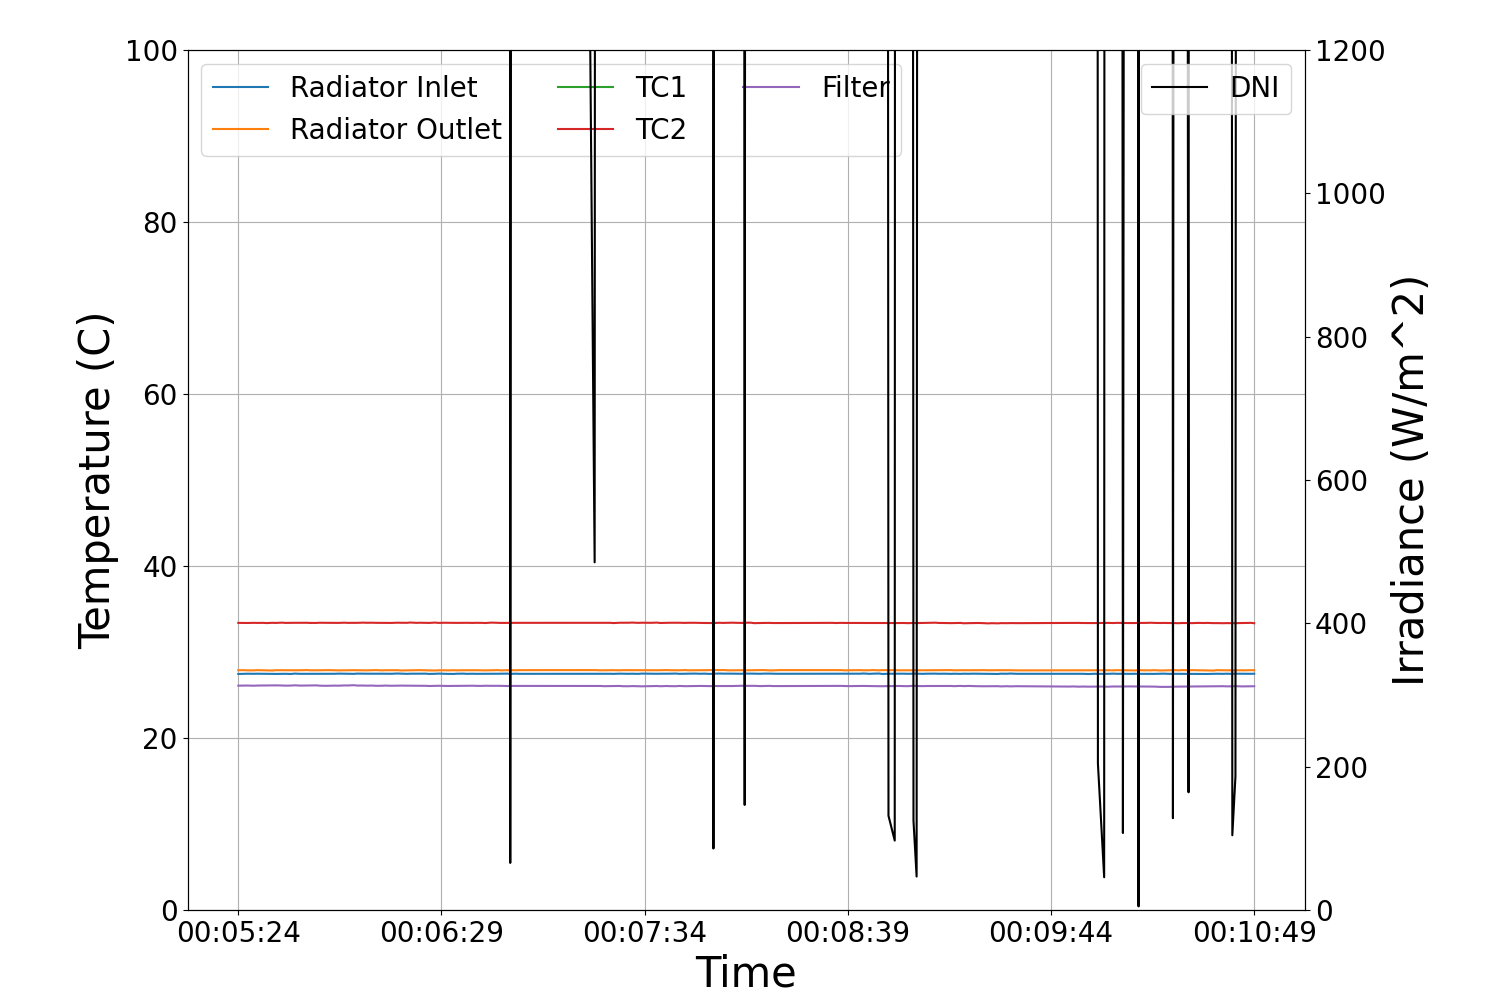 100
80
60
40
20
0
Temperature (C)
Radiator Inlet
Radiator Outlet
TC1
TC2
Filter
DNI
1200
1000
800
600
400
200
0
Irradiance (W/m^2)
00:05:24
00:06:29
00:07:34
00:08:39
00:09:44
00:10:49
Time